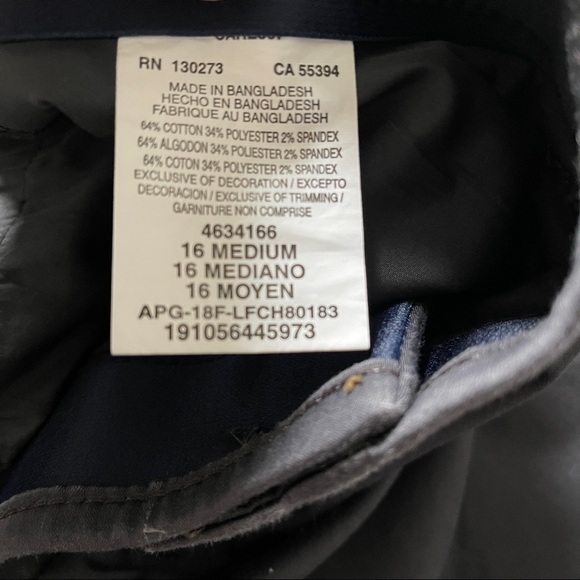 RN 130273 CA 55394
MADE IN BANGLADESH
HECHO EN BANGLADESH
FABRIQUE AU BANGLADESH
64% COTTON 34% POLYESTER 2% SPANDEX
64% ALGODON 34% POLIESTER 2% SPANDEX
64% COTON 34% POLYESTER 2% SPANDEX
EXCLUSIVE OF DECORATION / EXCEPTO
DECORACION / EXCLUSIVE OF TRIMMING /
GARNITURE NON COMPRISE
4634166
16 MEDIUM
16 MEDIANO
16 MOYEN
APG-18F-LFCH80183
191056445973